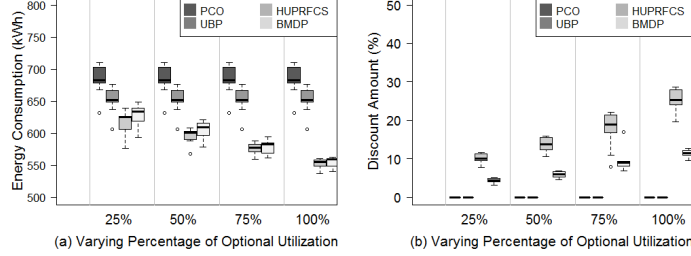 Energy Consumption (kWh)
800
750
700
650
600
550
500
PCO
UBP
HUPRFCS
BMDP
25%
50%
75%
100%
(a) Varying Percentage of Optional Utilization
Discount Amount (%)
50
40
30
20
10
0
PCO
UBP
HUPRFCS
BMDP
25%
50%
75%
100%
(b) Varying Percentage of Optional Utilization